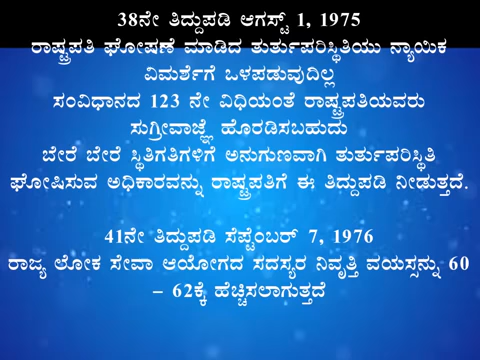 38ನೇ ತಿದ್ದುಪಡಿ ಆಗಸ್ಟ್ 1, 1975
ರಾಷ್ಟ್ರಪತಿ ಘೋಷಣೆ ಮಾಡಿದ ತುರ್ತುಪರಿಸ್ಥಿತಿಯು ನ್ಯಾಯಿಕ
ವಿಮರ್ಶೆಗೆ ಒಳಪಡುವುದಿಲ್ಲ
ಸಂವಿಧಾನದ 123 ನೇ ವಿಧಿಯಂತೆ ರಾಷ್ಟ್ರಪತಿಯವರು
ಸುಗ್ರೀವಾಜ್ಞೆ ಹೊರಡಿಸಬಹುದು
ಬೇರೆ ಬೇರೆ ಸ್ಥಿತಿಗತಿಗಳಿಗೆ ಅನುಗುಣವಾಗಿ ತುರ್ತುಪರಿಸ್ಥಿತಿ
ಘೋಷಿಸುವ ಅಧಿಕಾರವನ್ನು ರಾಷ್ಟ್ರಪತಿಗೆ ಈ ತಿದ್ದುಪಡಿ ನೀಡುತ್ತದೆ.
41ನೇ ತಿದ್ದುಪಡಿ ಸೆಪ್ಟೆಂಬರ್ 7, 1976
ರಾಜ್ಯ ಲೋಕ ಸೇವಾ ಆಯೋಗದ ಸದಸ್ಯರ ನಿವೃತ್ತಿ ವಯಸ್ಸನ್ನು 60
– 62ಕ್ಕೆ ಹೆಚ್ಚಿಸಲಾಗುತ್ತದೆ